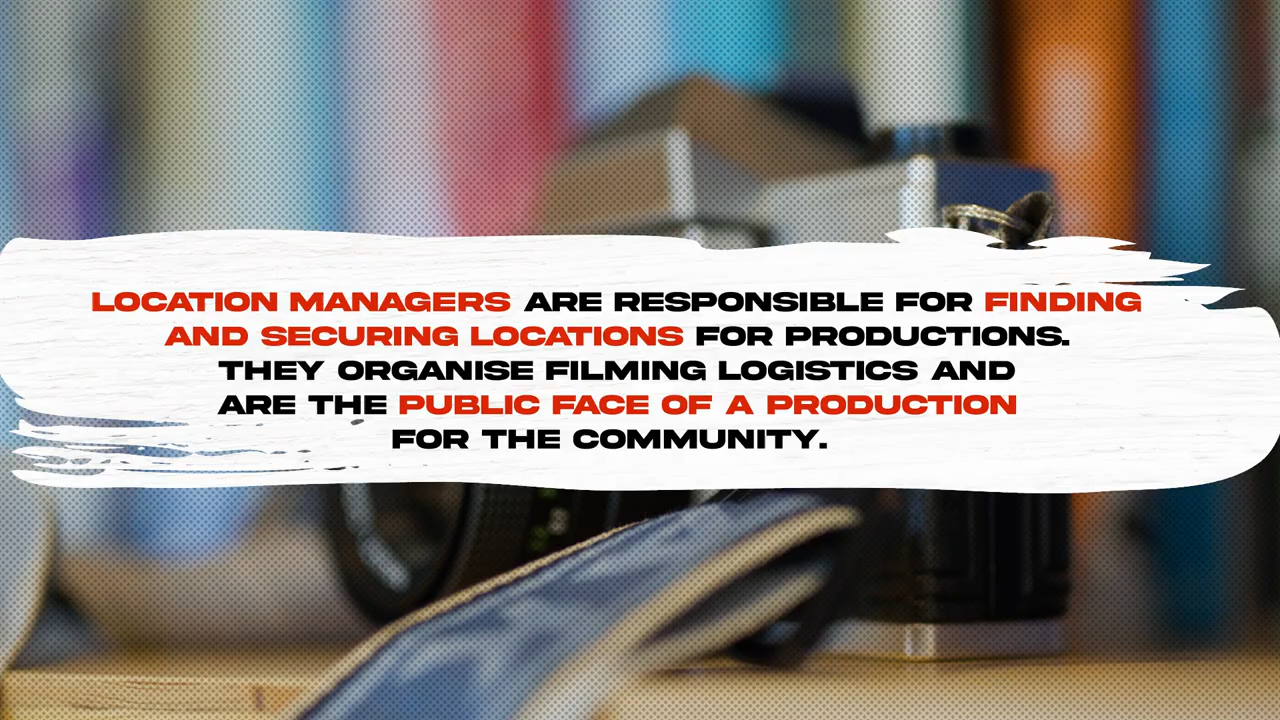 LOCATION MANAGERS ARE RESPONSIBLE FOR FINDING
AND SECURING LOCATIONS FOR PRODUCTIONS.
THEY ORGANISE FILMING LOGISTICS AND
ARE THE PUBLIC FACE OF A PRODUCTION
FOR THE COMMUNITY.